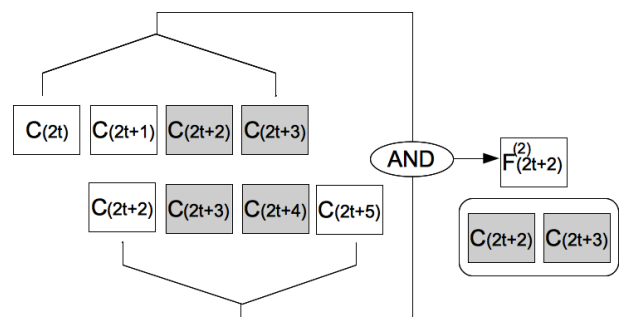 C(2t) C(2t+1) C(2t+2) C(2t+3)
AND
F(2)(2t+2)
C(2t+2) C(2t+3) C(2t+4) C(2t+5)
C(2t+2) C(2t+3)